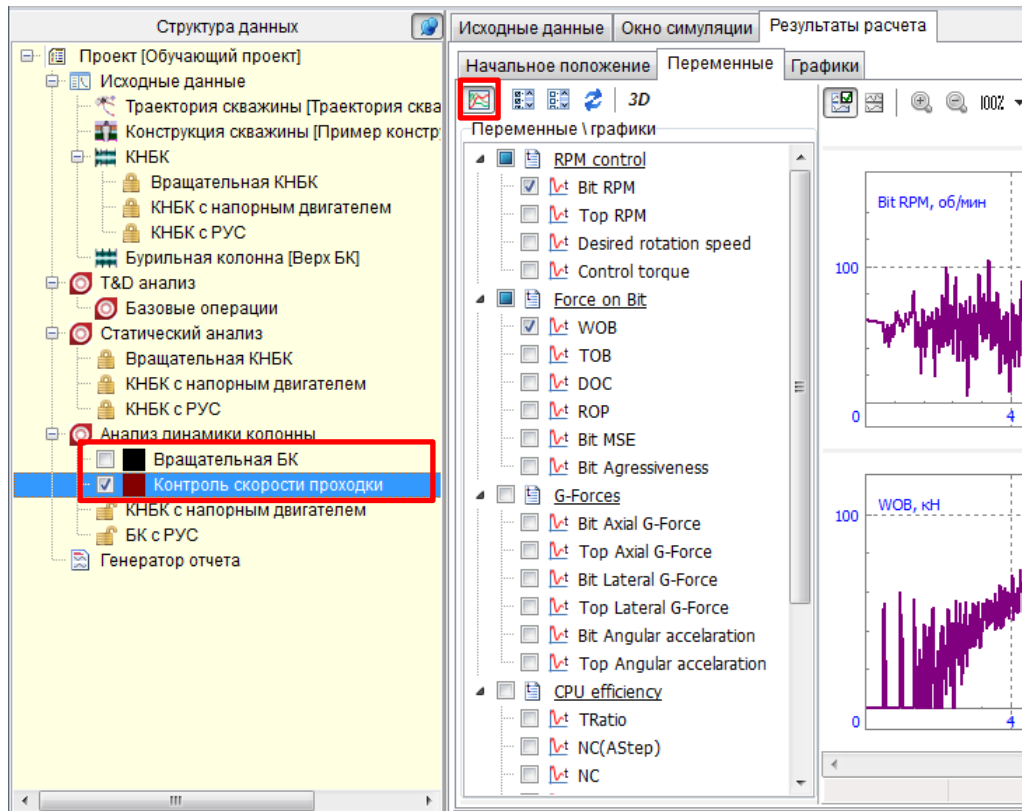 Структура данных
Проект [Обучающий проект]
Исходные данные
Траектория скважины [Траектория сква
Конструкция скважины [Пример констр
КНБК
Вращательная КНБК
КНБК с напорным двигателем
КНБК с РУС
Бурильная колонна [Верх БК]
T&D анализ
Базовые операции
Статический анализ
Вращательная КНБК
КНБК с напорным двигателем
КНБК с РУС
Анализ динамики колонны
Вращательная БК
Контроль скорости проходки
КНБК с напорным двигателем
БК с РУС
Генератор отчета
Исходные данные
Окно симуляции
Результаты расчета
Начальное положение
Переменные
Графики
3D
100%
Переменные \ графики
RPM control
Bit RPM
Top RPM
Desired rotation speed
Control torque
Force on Bit
WOB
TOB
DOC
ROP
Bit MSE
Bit Agressiveness
G-Forces
Bit Axial G-Force
Top Axial G-Force
Bit Lateral G-Force
Top Lateral G-Force
Bit Angular accelaration
Top Angular accelaration
CPU efficiency
TRatio
NC(AStep)
NC
Bit RPM, об/мин
100
0
4
WOB, кН
100
0
4